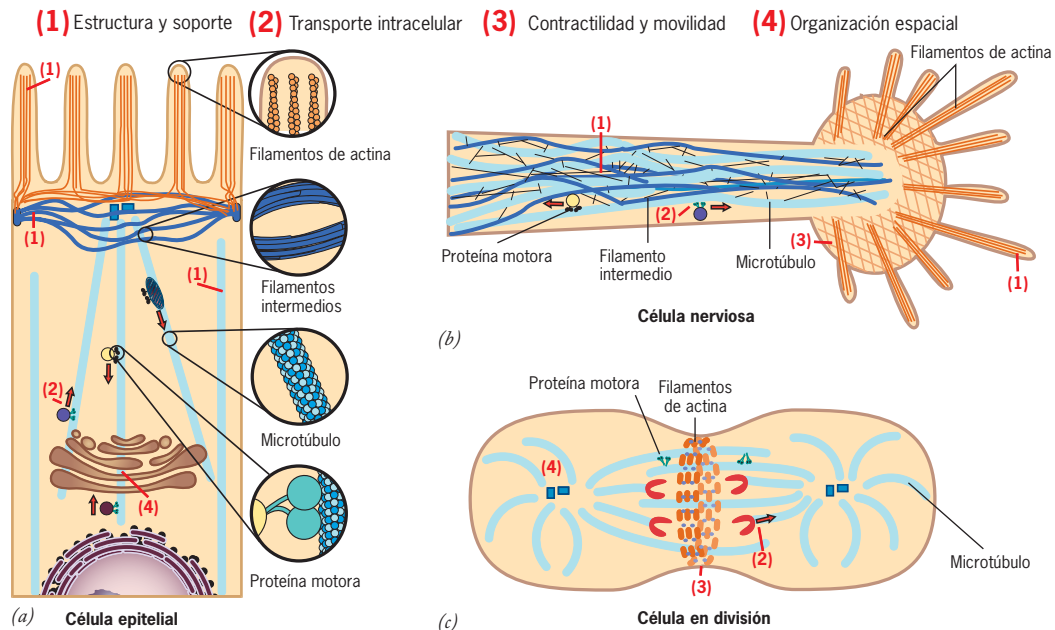 (1) Estructura y soporte (2) Transporte intracelular (3) Contractilidad y movilidad (4) Organización espacial
(1)
Filamentos de actina
(1)
Filamentos
intermedios
(1)
(2)
Microtúbulo
(4)
Proteína motora
(a) Célula epitelial
Filamentos de actina
(1)
(2)
(3)
Proteína motora
Filamento
intermedio
Microtúbulo
(1)
Célula nerviosa
(b)
Proteína motora
Filamentos
de actina
(4)
(2)
Microtúbulo
(3)
(c)
Célula en división